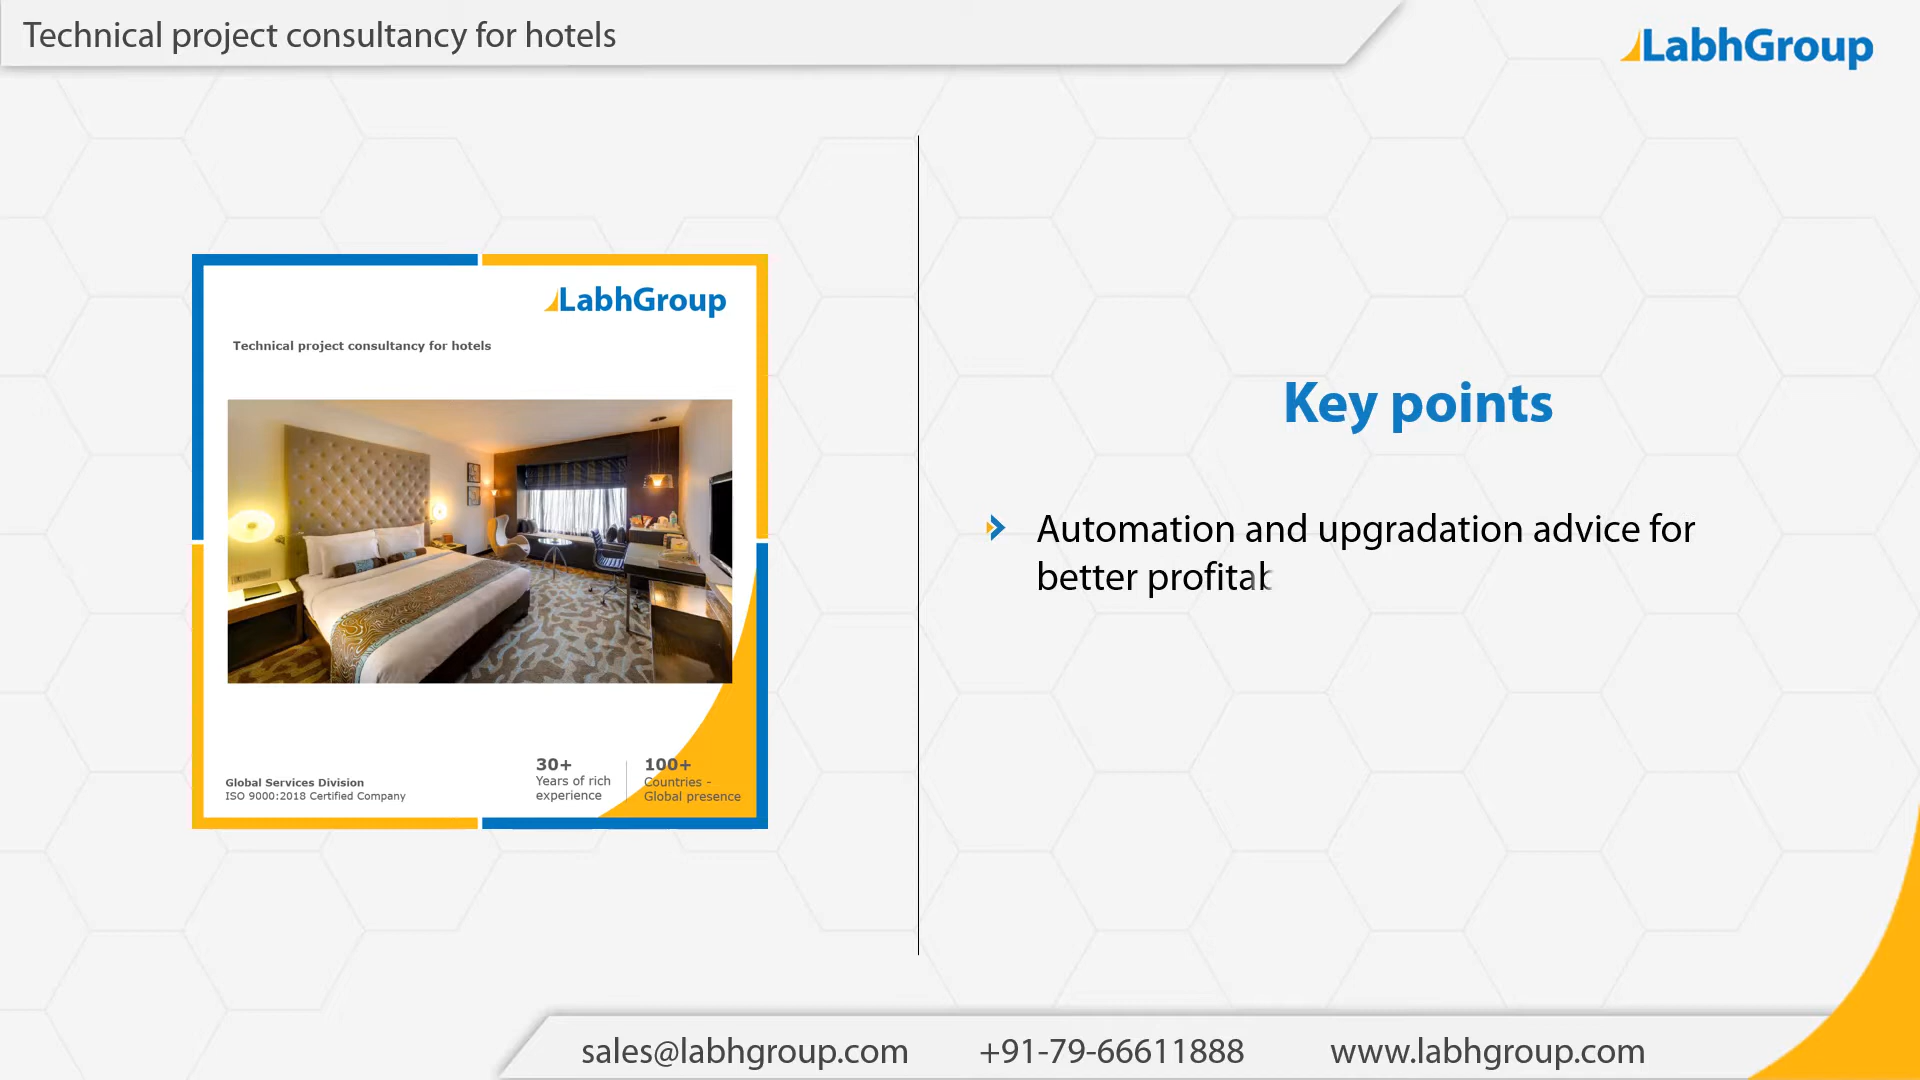 Technical project consultancy for hotels
LabhGroup
LabhGroup
Technical project consultancy for hotels
Global Services Division
ISO 9000:2018 Certified Company
30+
Years of rich
experience
100+
Countries -
Global presence
Key points
Automation and upgradation advice for
better
sales@labhgroup.com +91-79-66611888 www.labhgroup.com